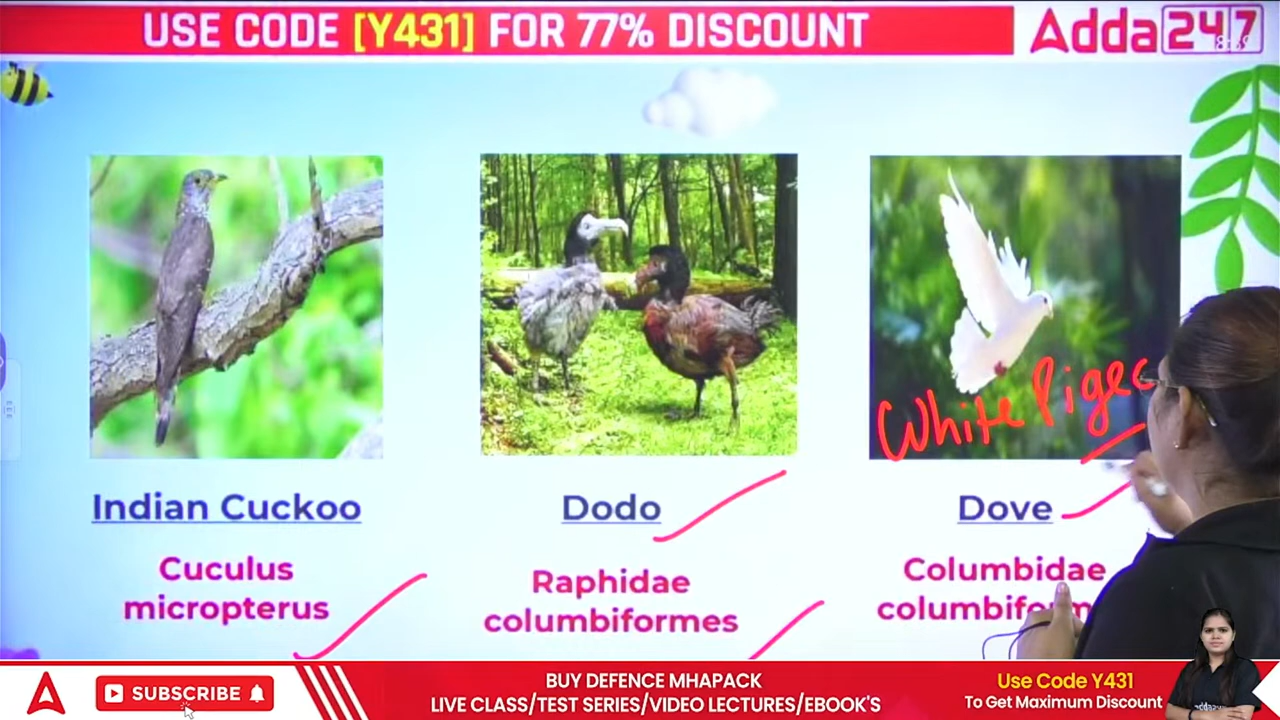 USE CODE [Y431] FOR 77% DISCOUNT
Adda247
White Pigeo
Indian Cuckoo
Dodo
Dove
Cuculus
micropterus
Raphidae
columbiformes
Columbidae
SUBSCRIBE
BUY DEFENCE MHAPACK
LIVE CLASS/TEST SERIES/VIDEO LECTURES/EBOOK'S
Use Code Y431
To Get Maximum Discount